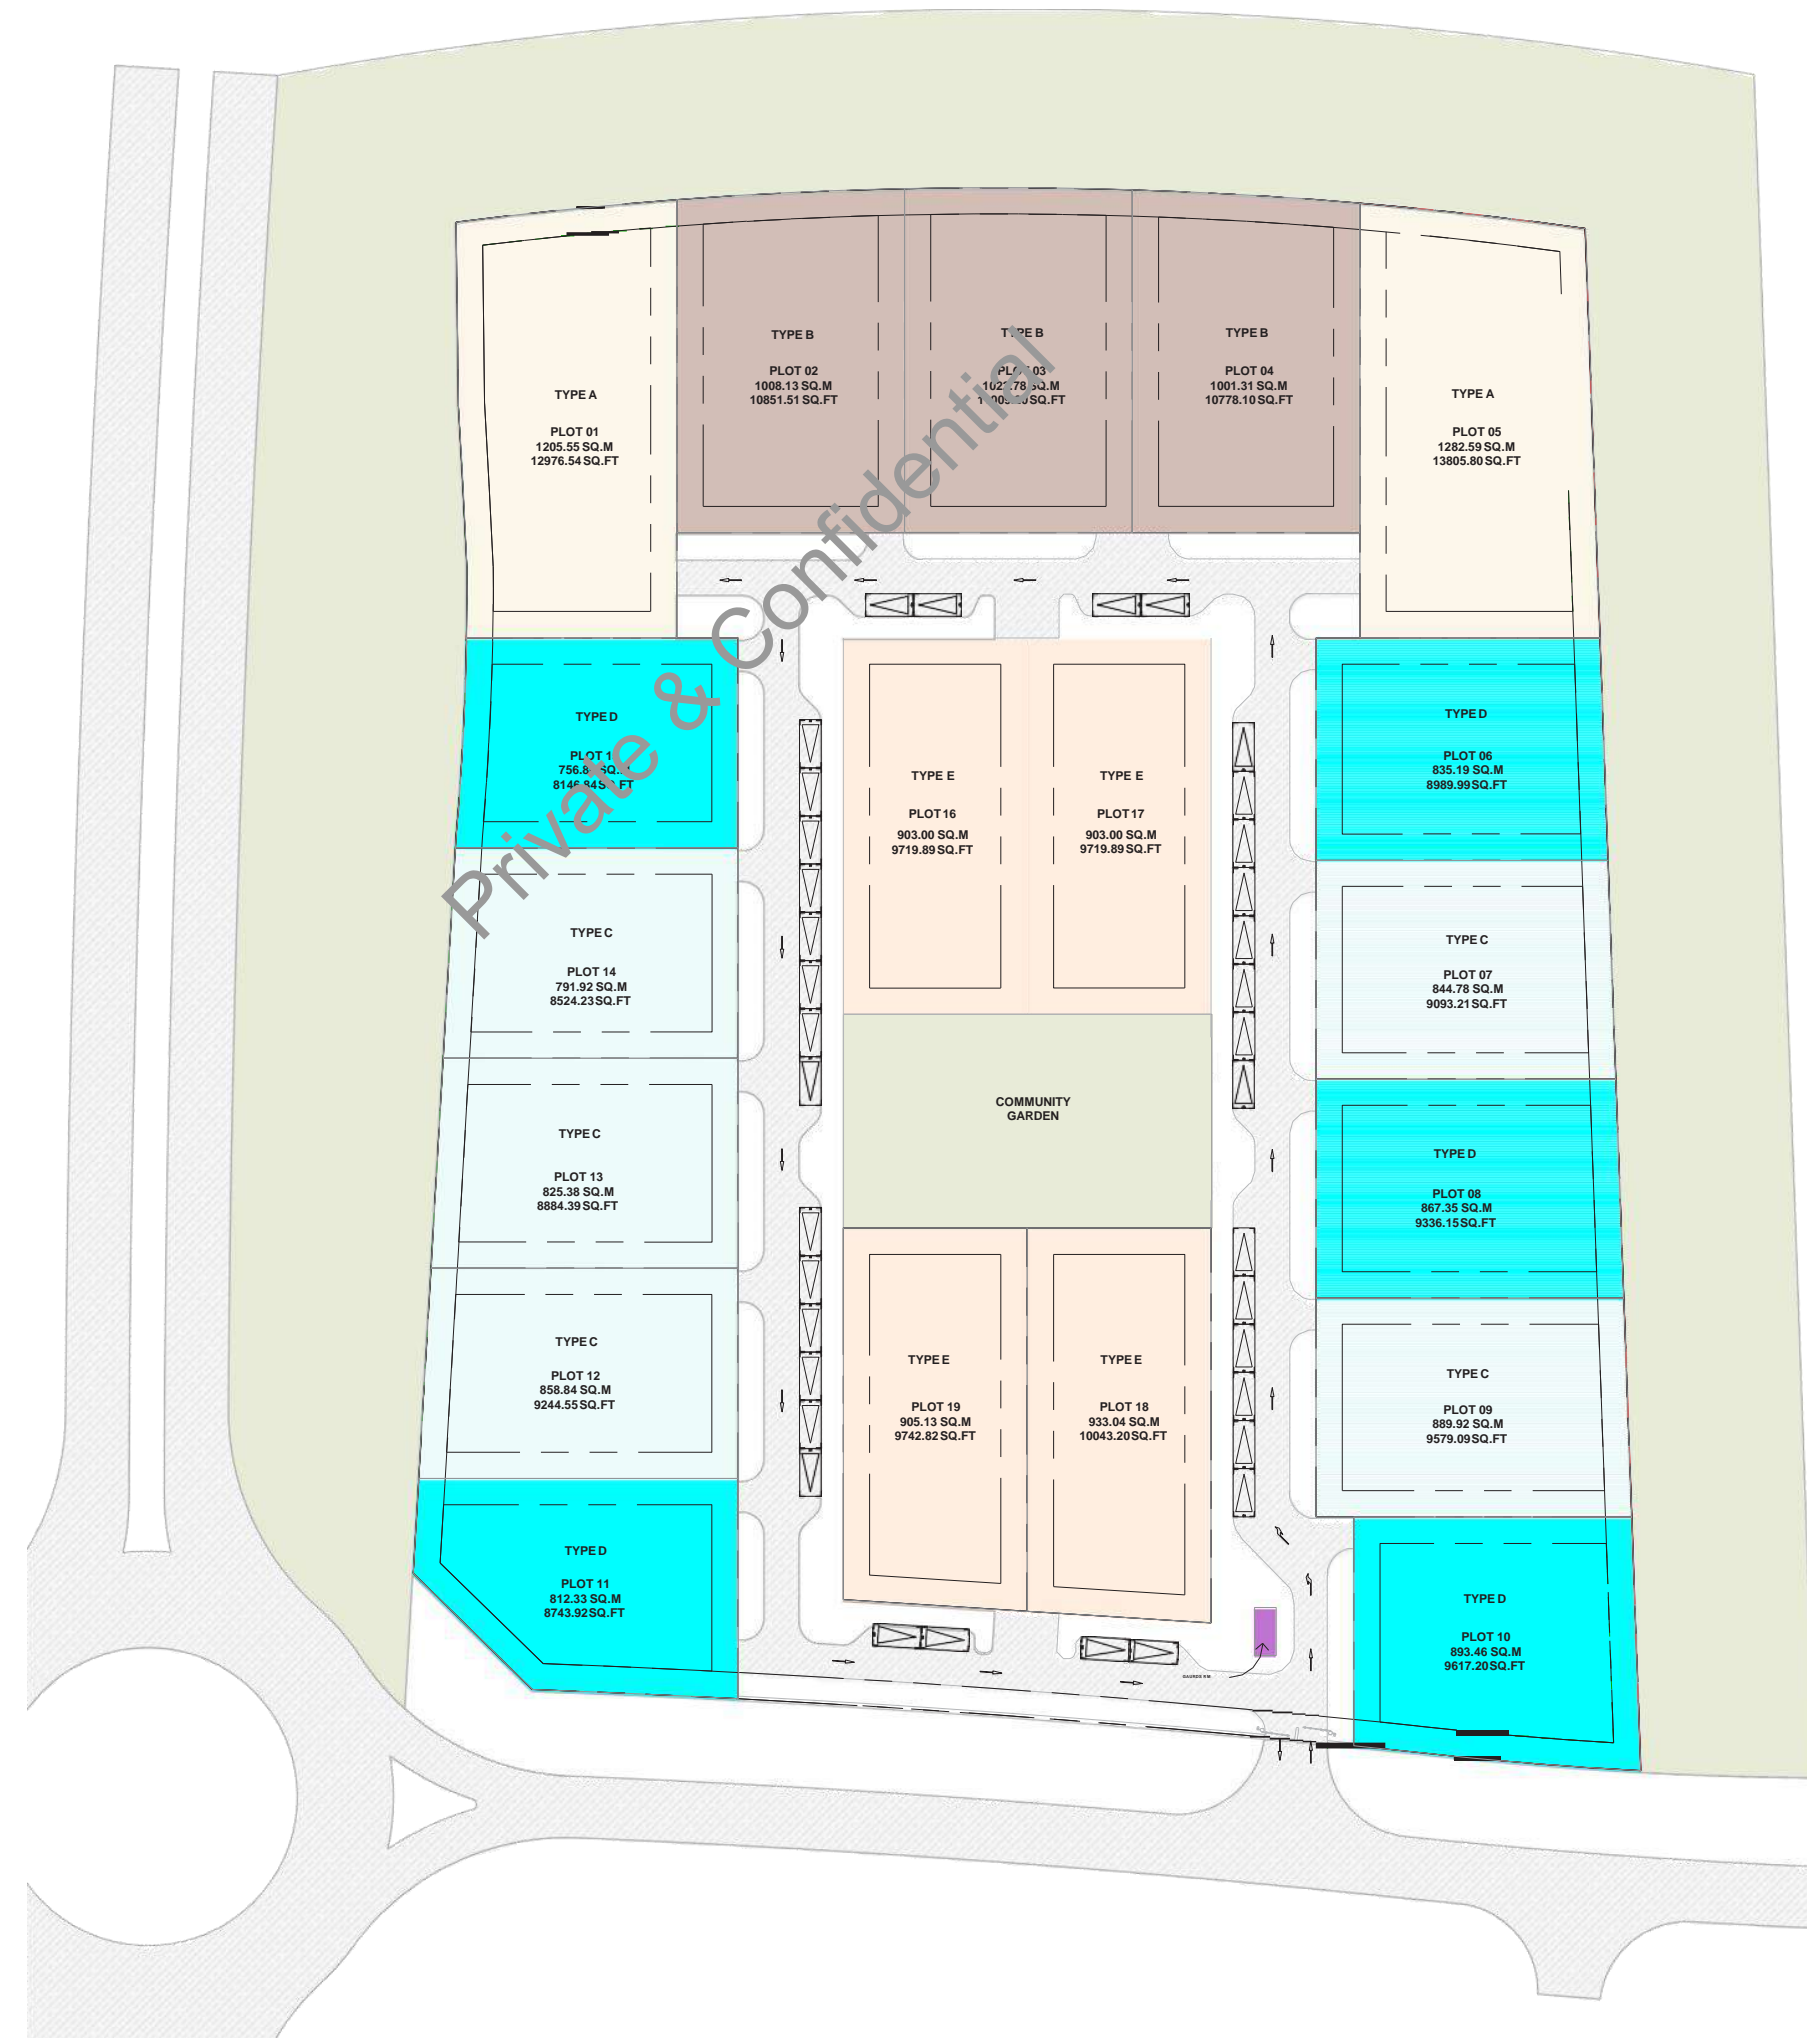 TYPE B
PLOT 02
1008.13 SQ.M
10851.51 SQ.FT
TYPE B
PLOT 03
SQ.M
SQ.FT
TYPE B
PLOT 04
1001.31 SQ.M
10778.10 SQ.FT
TYPE A
PLOT 01
1205.55 SQ.M
12976.54 SQ.FT
TYPE A
PLOT 05
1282.59 SQ.M
13805.80 SQ.FT
Private & Confidential
TYPE D
PLOT
SQ.M
8146.84 SQ.FT
TYPE E
PLOT 16
903.00 SQ.M
9719.89 SQ.FT
TYPE E
PLOT 17
903.00 SQ.M
9719.89 SQ.FT
TYPE D
PLOT 06
835.19 SQ.M
8989.99 SQ.FT
TYPE C
PLOT 14
791.92 SQ.M
8524.23 SQ.FT
TYPE C
PLOT 07
844.78 SQ.M
9093.21 SQ.FT
COMMUNITY
GARDEN
TYPE C
PLOT 13
825.38 SQ.M
8884.39 SQ.FT
TYPE D
PLOT 08
867.35 SQ.M
9336.15 SQ.FT
TYPE C
PLOT 12
858.84 SQ.M
9244.55 SQ.FT
TYPE E
PLOT 19
905.13 SQ.M
9742.82 SQ.FT
TYPE E
PLOT 18
933.04 SQ.M
10043.20 SQ.FT
TYPE C
PLOT 09
889.92 SQ.M
9579.09 SQ.FT
TYPE D
PLOT 11
812.33 SQ.M
8743.92 SQ.FT
TYPE D
PLOT 10
893.46 SQ.M
9617.20 SQ.FT